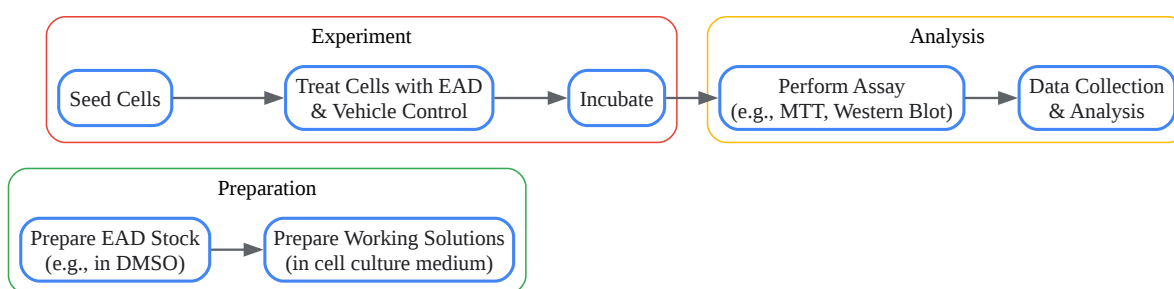 Experiment
Seed Cells
Treat Cells with EAD
& Vehicle Control
Incubate
Analysis
Perform Assay
(e.g., MTT, Western Blot)
Data Collection
& Analysis
Preparation
Prepare EAD Stock
(e.g., in DMSO)
Prepare Working Solutions
(in cell culture medium)